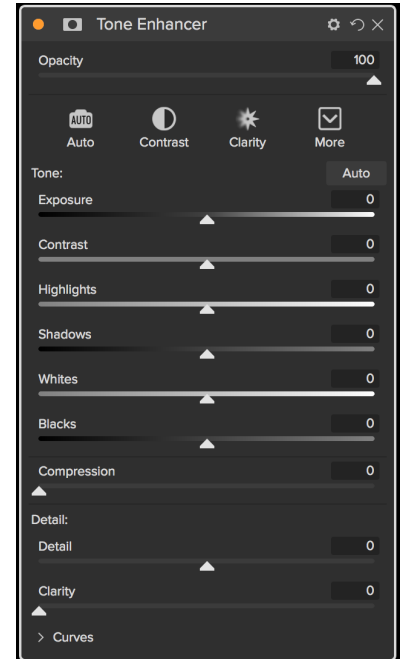 Tone Enhancer
Opacity 100
AUTO
Auto Contrast Clarity More
Tone: Auto
Exposure 0
Contrast 0
Highlights 0
Shadows 0
Whites 0
Blacks 0
Compression 0
Detail:
Detail 0
Clarity 0
> Curves